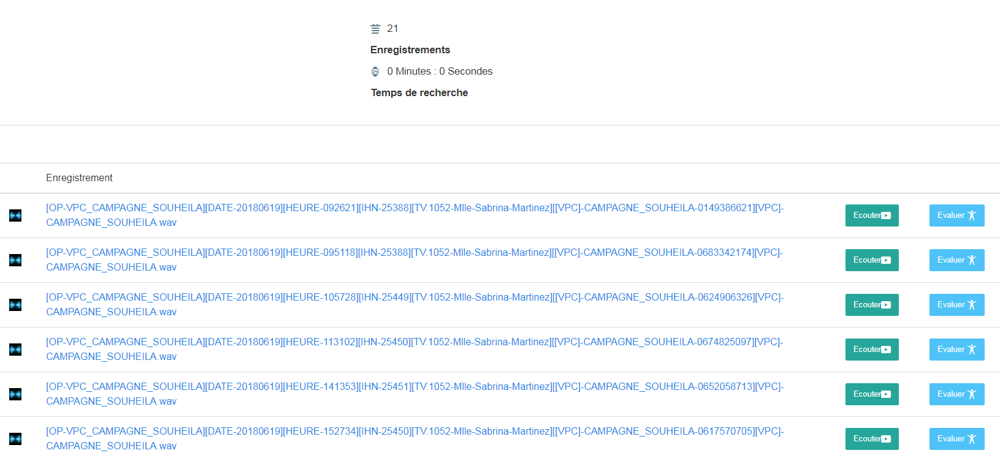 21
Enregistrements
0 Minutes : 0 Secondes
Temps de recherche
Enregistrement
[OP-VPC_CAMPAGNE_SOUHEILA][DATE-20180619][HEURE-092621][IHN-25388][TV.1052-Mlle-Sabrina-Martinez][[VPC]-CAMPAGNE_SOUHEILA-0149386621][VPC]-
CAMPAGNE_SOUHEILA.wav
Ecouter
Evaluer
[OP-VPC_CAMPAGNE_SOUHEILA][DATE-20180619][HEURE-095118][IHN-25388][TV.1052-Mlle-Sabrina-Martinez][[VPC]-CAMPAGNE_SOUHEILA-0683342174][VPC]-
CAMPAGNE_SOUHEILA.wav
Ecouter
Evaluer
[OP-VPC_CAMPAGNE_SOUHEILA][DATE-20180619][HEURE-105728][IHN-25449][TV.1052-Mlle-Sabrina-Martinez][[VPC]-CAMPAGNE_SOUHEILA-0624906326][VPC]-
CAMPAGNE_SOUHEILA.wav
Ecouter
Evaluer
[OP-VPC_CAMPAGNE_SOUHEILA][DATE-20180619][HEURE-113102][IHN-25450][TV.1052-Mlle-Sabrina-Martinez][[VPC]-CAMPAGNE_SOUHEILA-0674825097][VPC]-
CAMPAGNE_SOUHEILA.wav
Ecouter
Evaluer
[OP-VPC_CAMPAGNE_SOUHEILA][DATE-20180619][HEURE-141353][IHN-25451][TV.1052-Mlle-Sabrina-Martinez][[VPC]-CAMPAGNE_SOUHEILA-0652058713][VPC]-
CAMPAGNE_SOUHEILA.wav
Ecouter
Evaluer
[OP-VPC_CAMPAGNE_SOUHEILA][DATE-20180619][HEURE-152734][IHN-25450][TV.1052-Mlle-Sabrina-Martinez][[VPC]-CAMPAGNE_SOUHEILA-0617570705][VPC]-
CAMPAGNE_SOUHEILA.wav
Ecouter
Evaluer